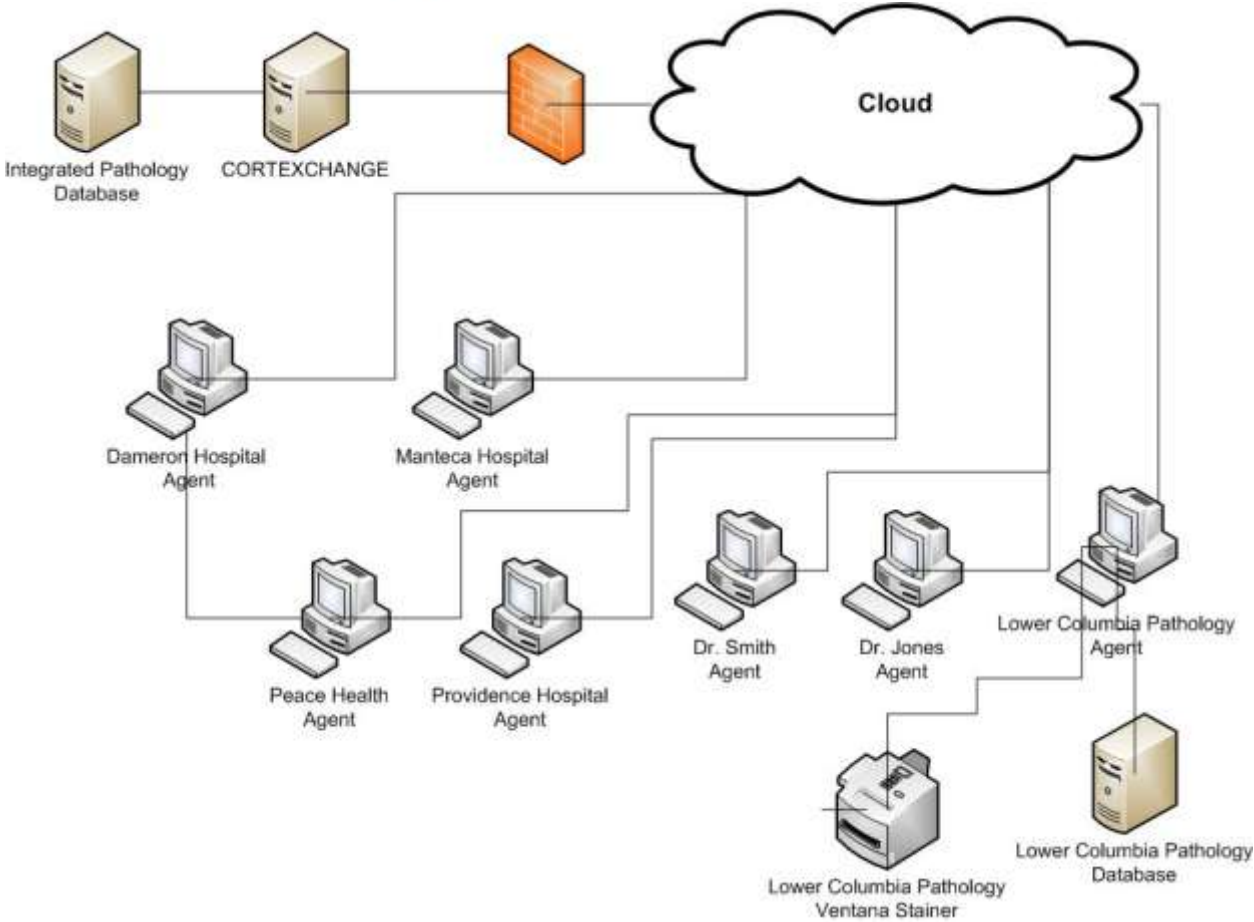 Cloud
Integrated Pathology
Database
CORTEXCHANGE
Dameron Hospital
Agent
Manteca Hospital
Agent
Peace Health
Agent
Providence Hospital
Agent
Dr. Smith
Agent
Dr. Jones
Agent
Lower Columbia Pathology
Agent
Lower Columbia Pathology
Ventana Stainer
Lower Columbia Pathology
Database